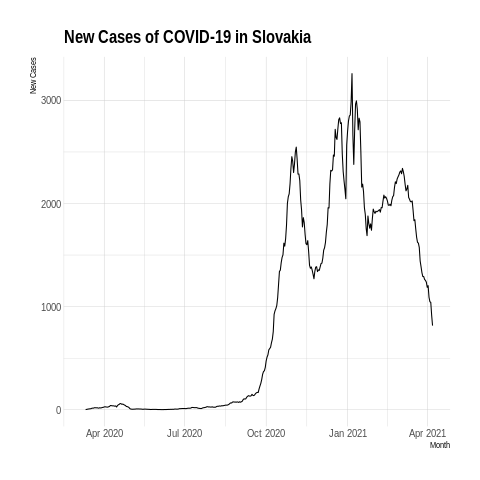 New Cases of COVID-19 in Slovakia
New Cases
3000
2000
1000
0
Apr 2020 Jul 2020 Oct 2020 Jan 2021 Apr 2021
Month